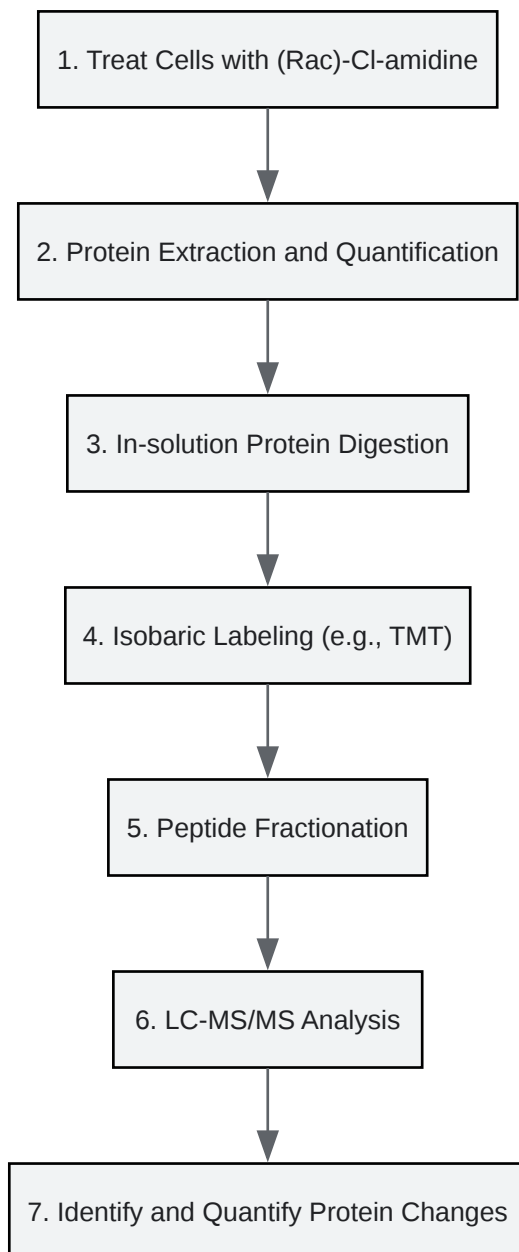 1. Treat Cells with (Rac)-Cl-amidine
2. Protein Extraction and Quantification
3. In-solution Protein Digestion
4. Isobaric Labeling (e.g., TMT)
5. Peptide Fractionation
6. LC-MS/MS Analysis
7. Identify and Quantify Protein Changes